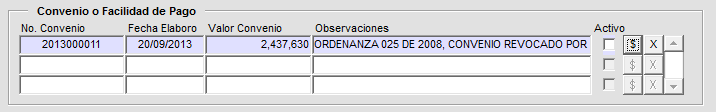 Convenio o Facilidad de Pago
No. Convenio Fecha Elaboro Valor Convenio Observaciones Activo
2013000011 20/09/2013 2,437,630 ORDENANZA 025 DE 2008, CONVENIO REVOCADO POR $ X
$ X
$ X